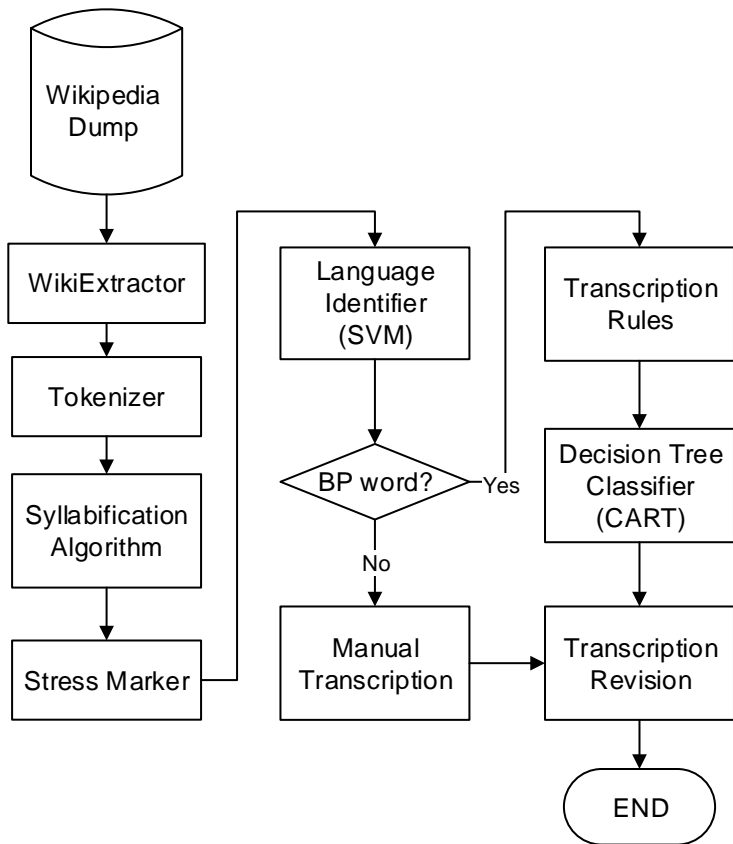 Wikipedia
Dump
WikiExtractor
Tokenizer
Syllabification
Algorithm
Stress Marker
Language
Identifier
(SVM)
BP word?
Yes
No
Manual
Transcription
Transcription
Rules
Decision Tree
Classifier
(CART)
Transcription
Revision
END